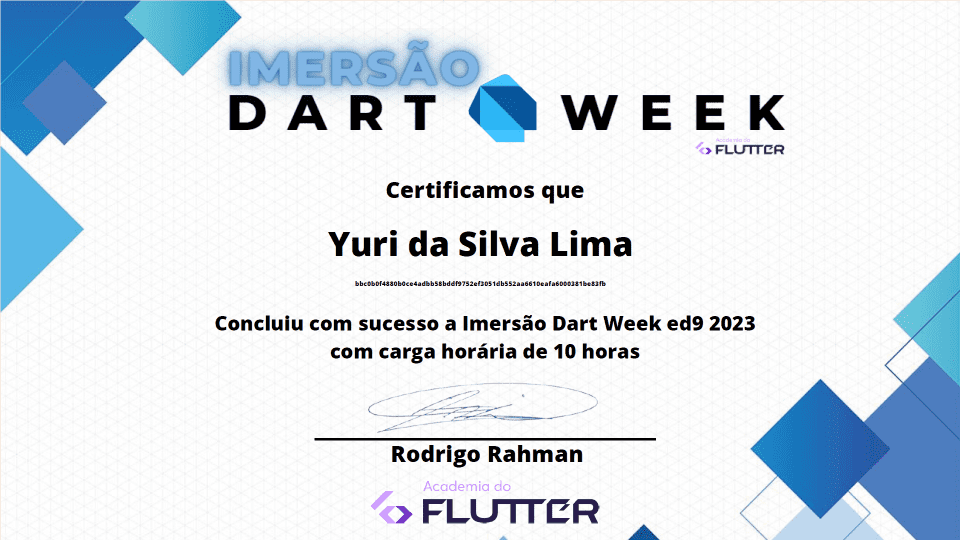 IMERSÃO
DART WEEK
Academia do
FLUTTER
Certificamos que
Yuri da Silva Lima
bbc0b0f4880b0ce4adbb58bddf9752ef3051db552aa6610eafa6000381be83fb
Concluiu com sucesso a Imersão Dart Week ed9 2023
com carga horária de 10 horas
Rodrigo Rahman
Academia do
FLUTTER